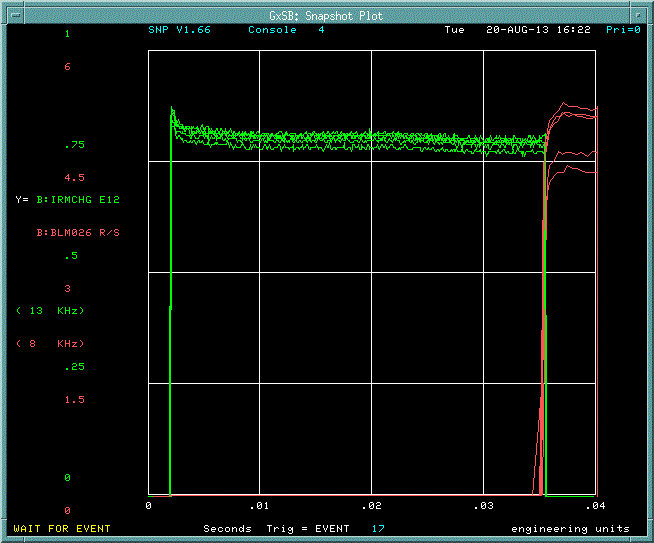 GxSB: Snapshot Plot
1 SNP V1.66 Console 4 Tue 20-AUG-13 16:22 Pri=0
6
.75
4.5
Y= B:IRMCHG E12
B:BLM026 R/S
.5
3
( 13 KHz)
( 8 KHz)
.25
1.5
0
0
0 .01 .02 .03 .04
WAIT FOR EVENT Seconds Trig = EVENT 17 engineering units